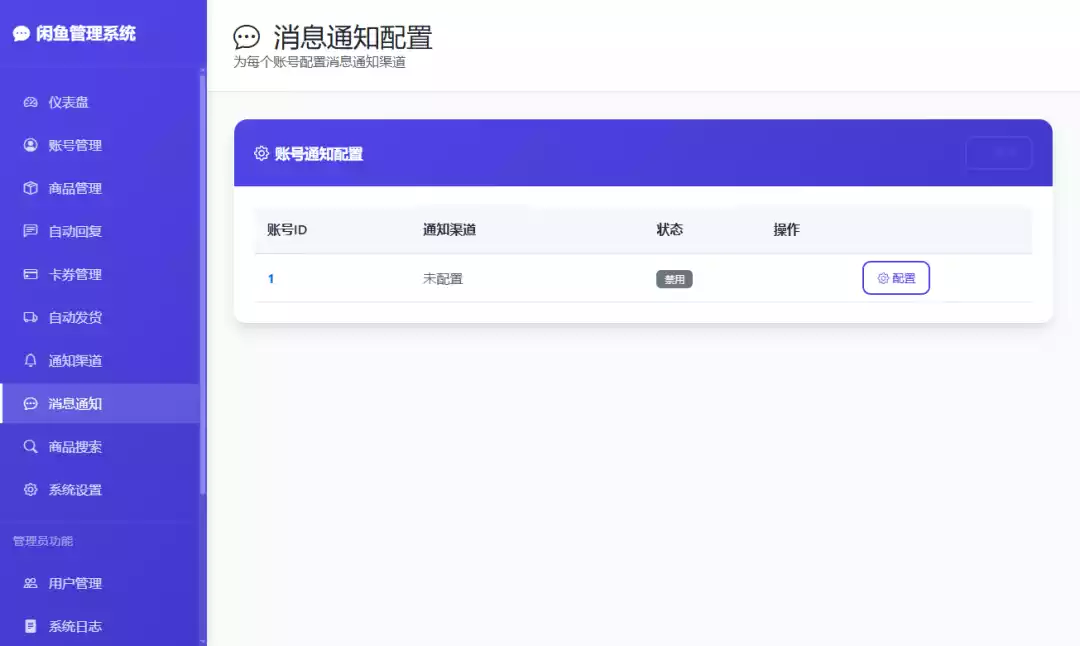 闲鱼管理系统
仪表盘
账号管理
商品管理
自动回复
卡券管理
自动发货
通知渠道
消息通知
商品搜索
系统设置
管理员功能
用户管理
系统日志
消息通知配置
为每个账号配置消息通知渠道
账号通知配置
账号ID 通知渠道 状态 操作
1 未配置 禁用 配置